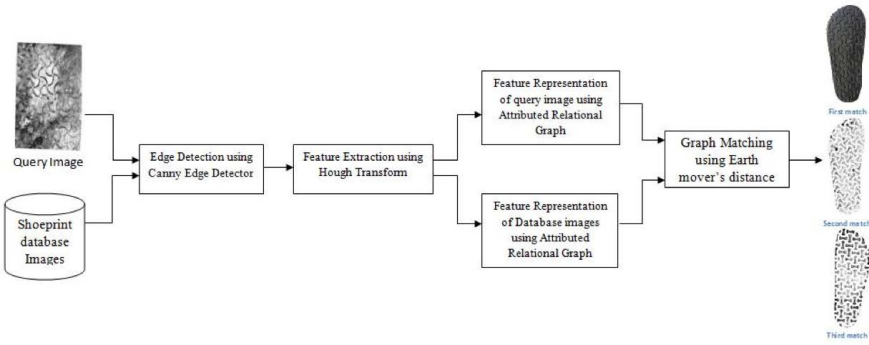 Query Image
Shoeprint
database
Images
Edge Detection using
Canny Edge Detector
Feature Extraction using
Hough Transform
Feature Representation
of query image using
Attributed Relational
Graph
Feature Representation
of Database images
using Attributed
Relational Graph
Graph Matching
using Earth
mover's distance
First match
Second match
Third match